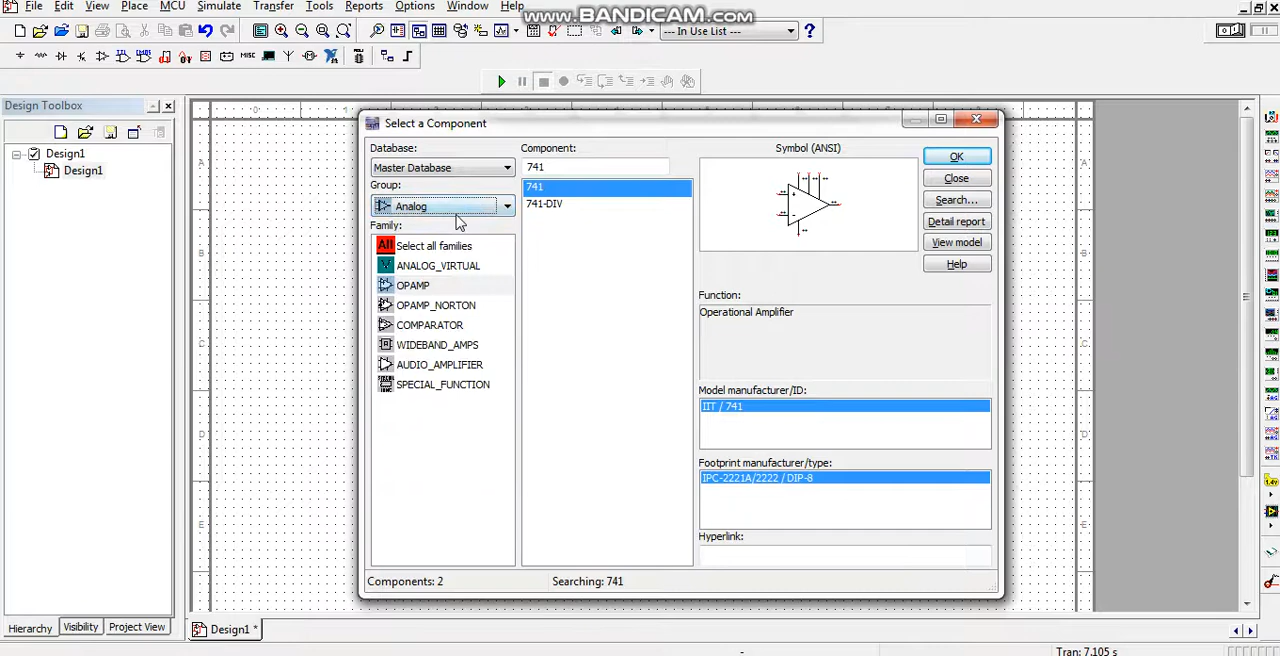 File Edit View Place MCU Simulate Transfer Tools Reports Options Window Help
www.BANDICAM.com
--- In Use List ---
Design Toolbox
Design1
Design1
Hierarchy Visibility Project View
Select a Component
Database:
Master Database
Group:
Analog
Family:
All Select all families
ANALOG_VIRTUAL
OPAMP
OPAMP_NORTON
COMPARATOR
WIDEBAND_AMPS
AUDIO_AMPLIFIER
SPECIAL_FUNCTION
Component:
741
741
741-DIV
Symbol (ANSI)
OK
Close
Search...
Detail report
View model
Help
Function:
Operational Amplifier
Model manufacturer/ID:
IIT / 741
Footprint manufacturer/type:
IPC-2221A/2222 / DIP-8
Hyperlink:
Components: 2
Searching: 741
Design1 *
Tran: 7.105 s